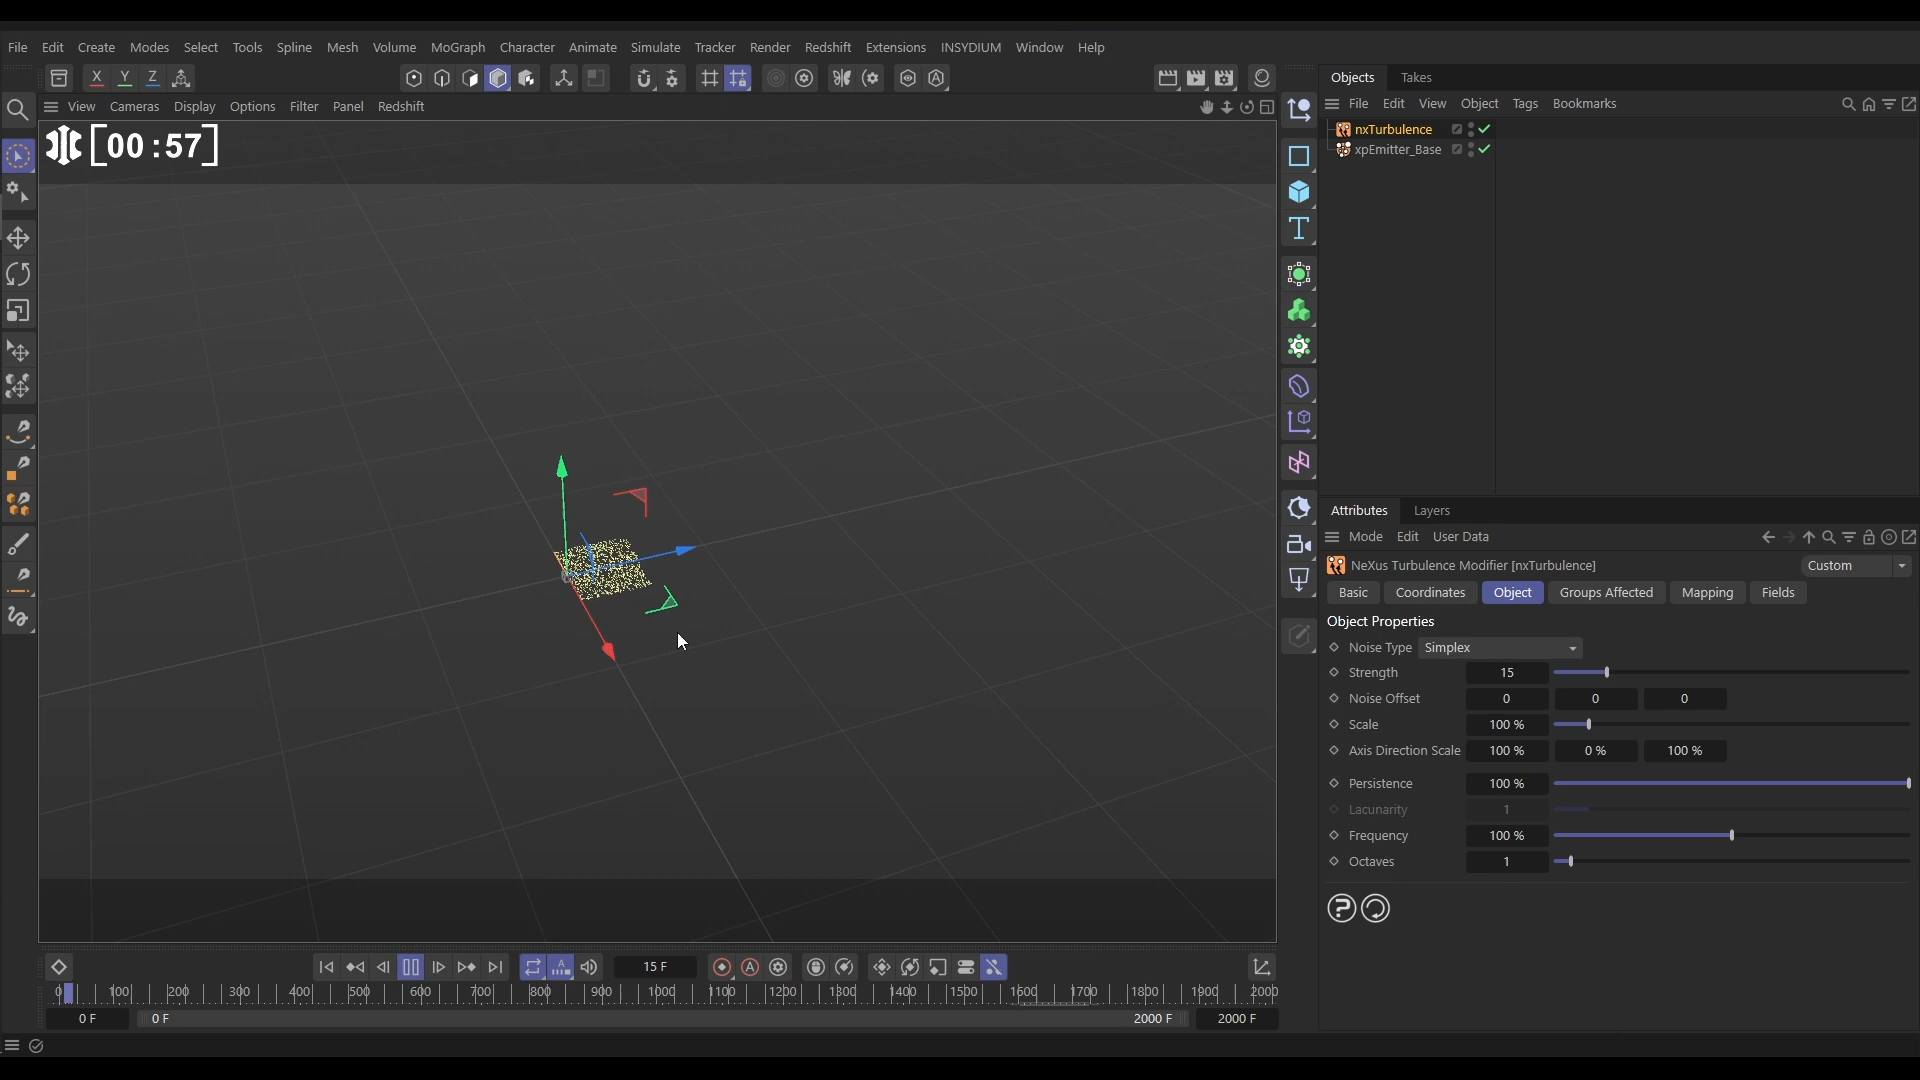 File Edit Create Modes Select Tools Spline Mesh Volume MoGraph Character Animate Simulate Tracker Render Redshift Extensions INSYDIUM Window Help
X Y Z
Objects Takes
View Cameras Display Options Filter Panel Redshift
File Edit View Object Tags Bookmarks
[00:57]
nxTurbulence
xpEmitter_Base
Attributes Layers
Mode Edit User Data
NeXus Turbulence Modifier [nxTurbulence] Custom
Basic Coordinates Object Groups Affected Mapping Fields
Object Properties
Noise Type Simplex
Strength 15
Noise Offset 0 0 0
Scale 100 %
Axis Direction Scale 100 % 0 % 100 %
Persistence 100 %
Lacunarity 1
Frequency 100 %
Octaves 1
15 F
0 100 200 300 400 500 600 700 800 900 1000 1100 1200 1300 1400 1500 1600 1700 1800 1900 2000
0 F 0 F 2000 F 2000 F